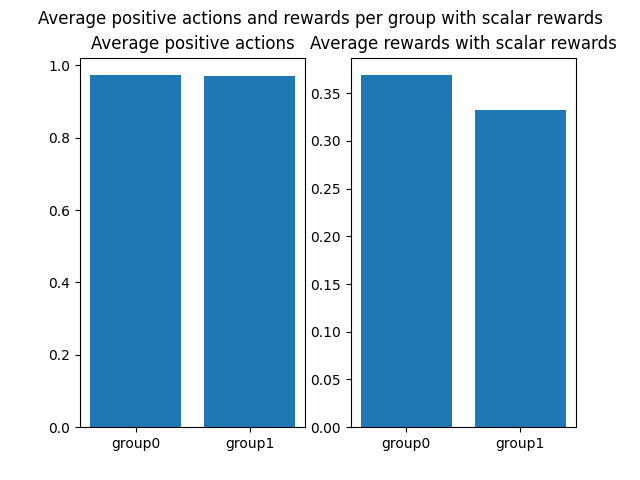 Average positive actions and rewards per group with scalar rewards
Average positive actions
Average rewards with scalar rewards
1.0
0.8
0.6
0.4
0.2
0.0
group0
group1
0.35
0.30
0.25
0.20
0.15
0.10
0.05
0.00
group0
group1